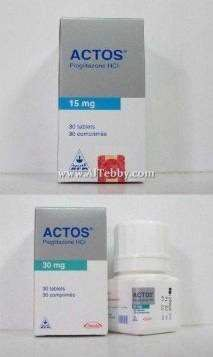 ACTOS®
Pioglitazone HCl
15 mg
www.AlTebby.com
30 tablets
30 comprimés
ACTOS®
Pioglitazone HCl
30 mg
30 tablets
30 comprimés
ACTOS®